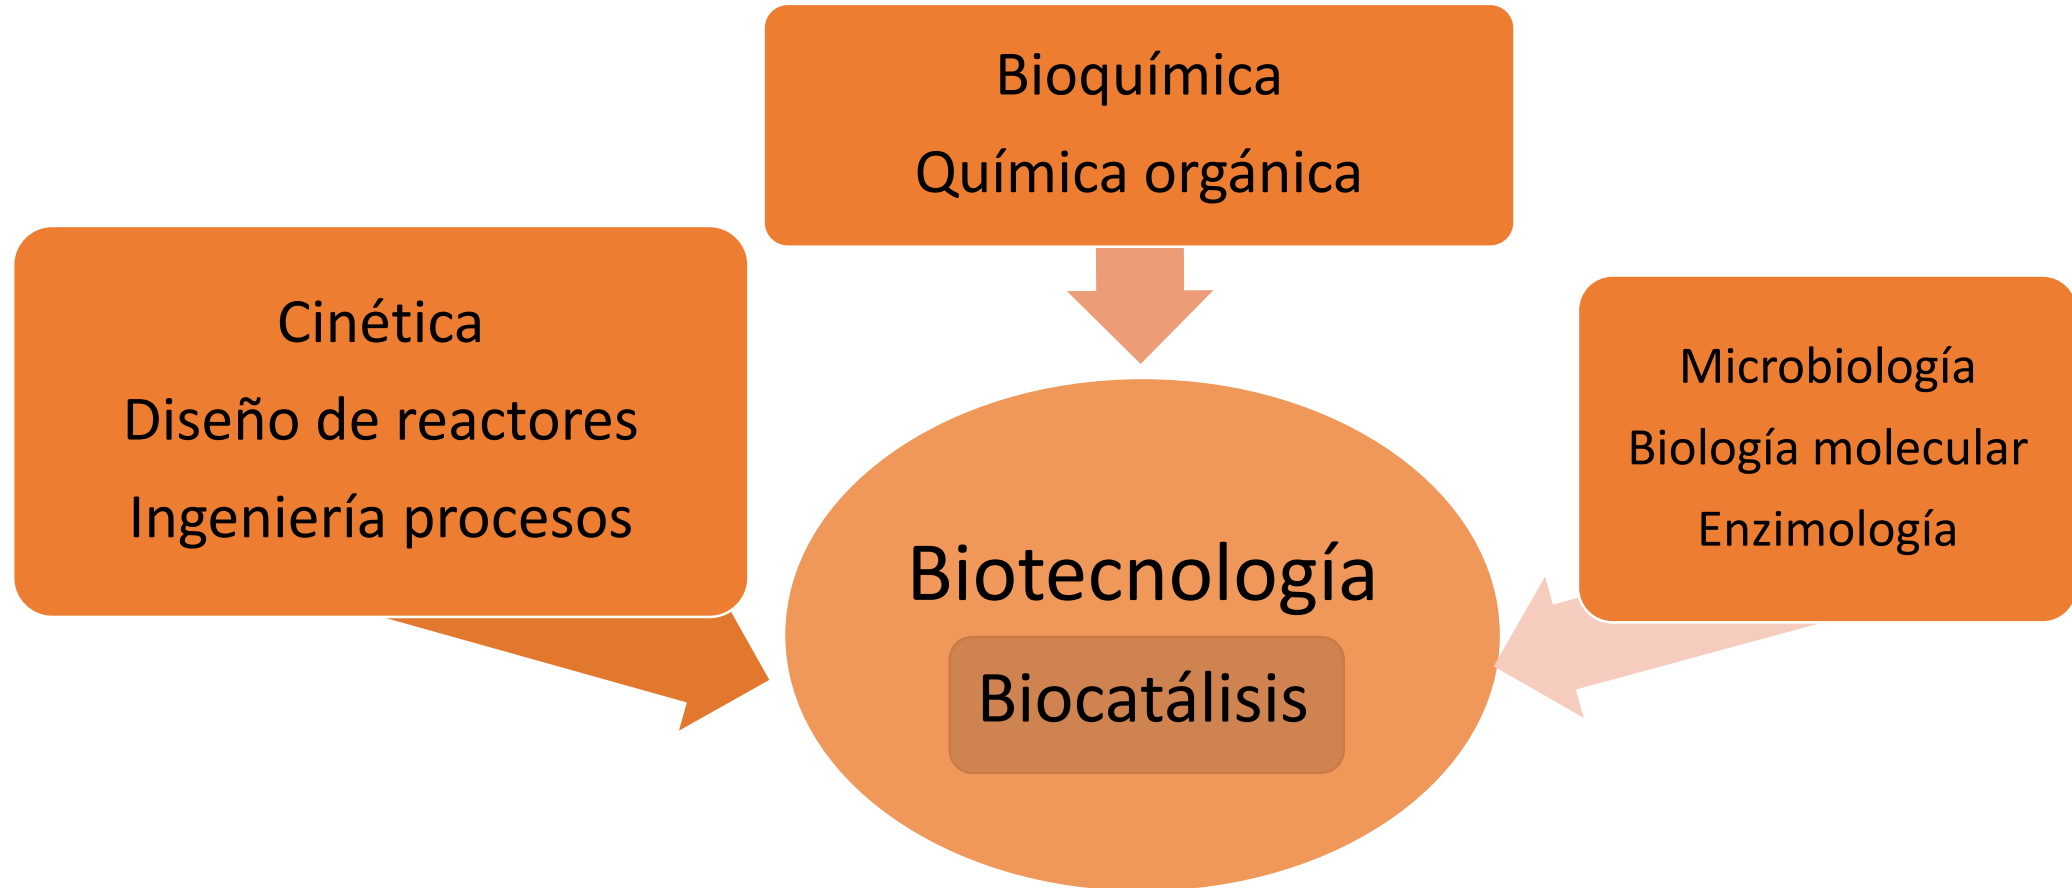 Bioquímica
Química orgánica
Cinética
Diseño de reactores
Ingeniería procesos
Microbiología
Biología molecular
Enzimología
Biotecnología
Biocatálisis